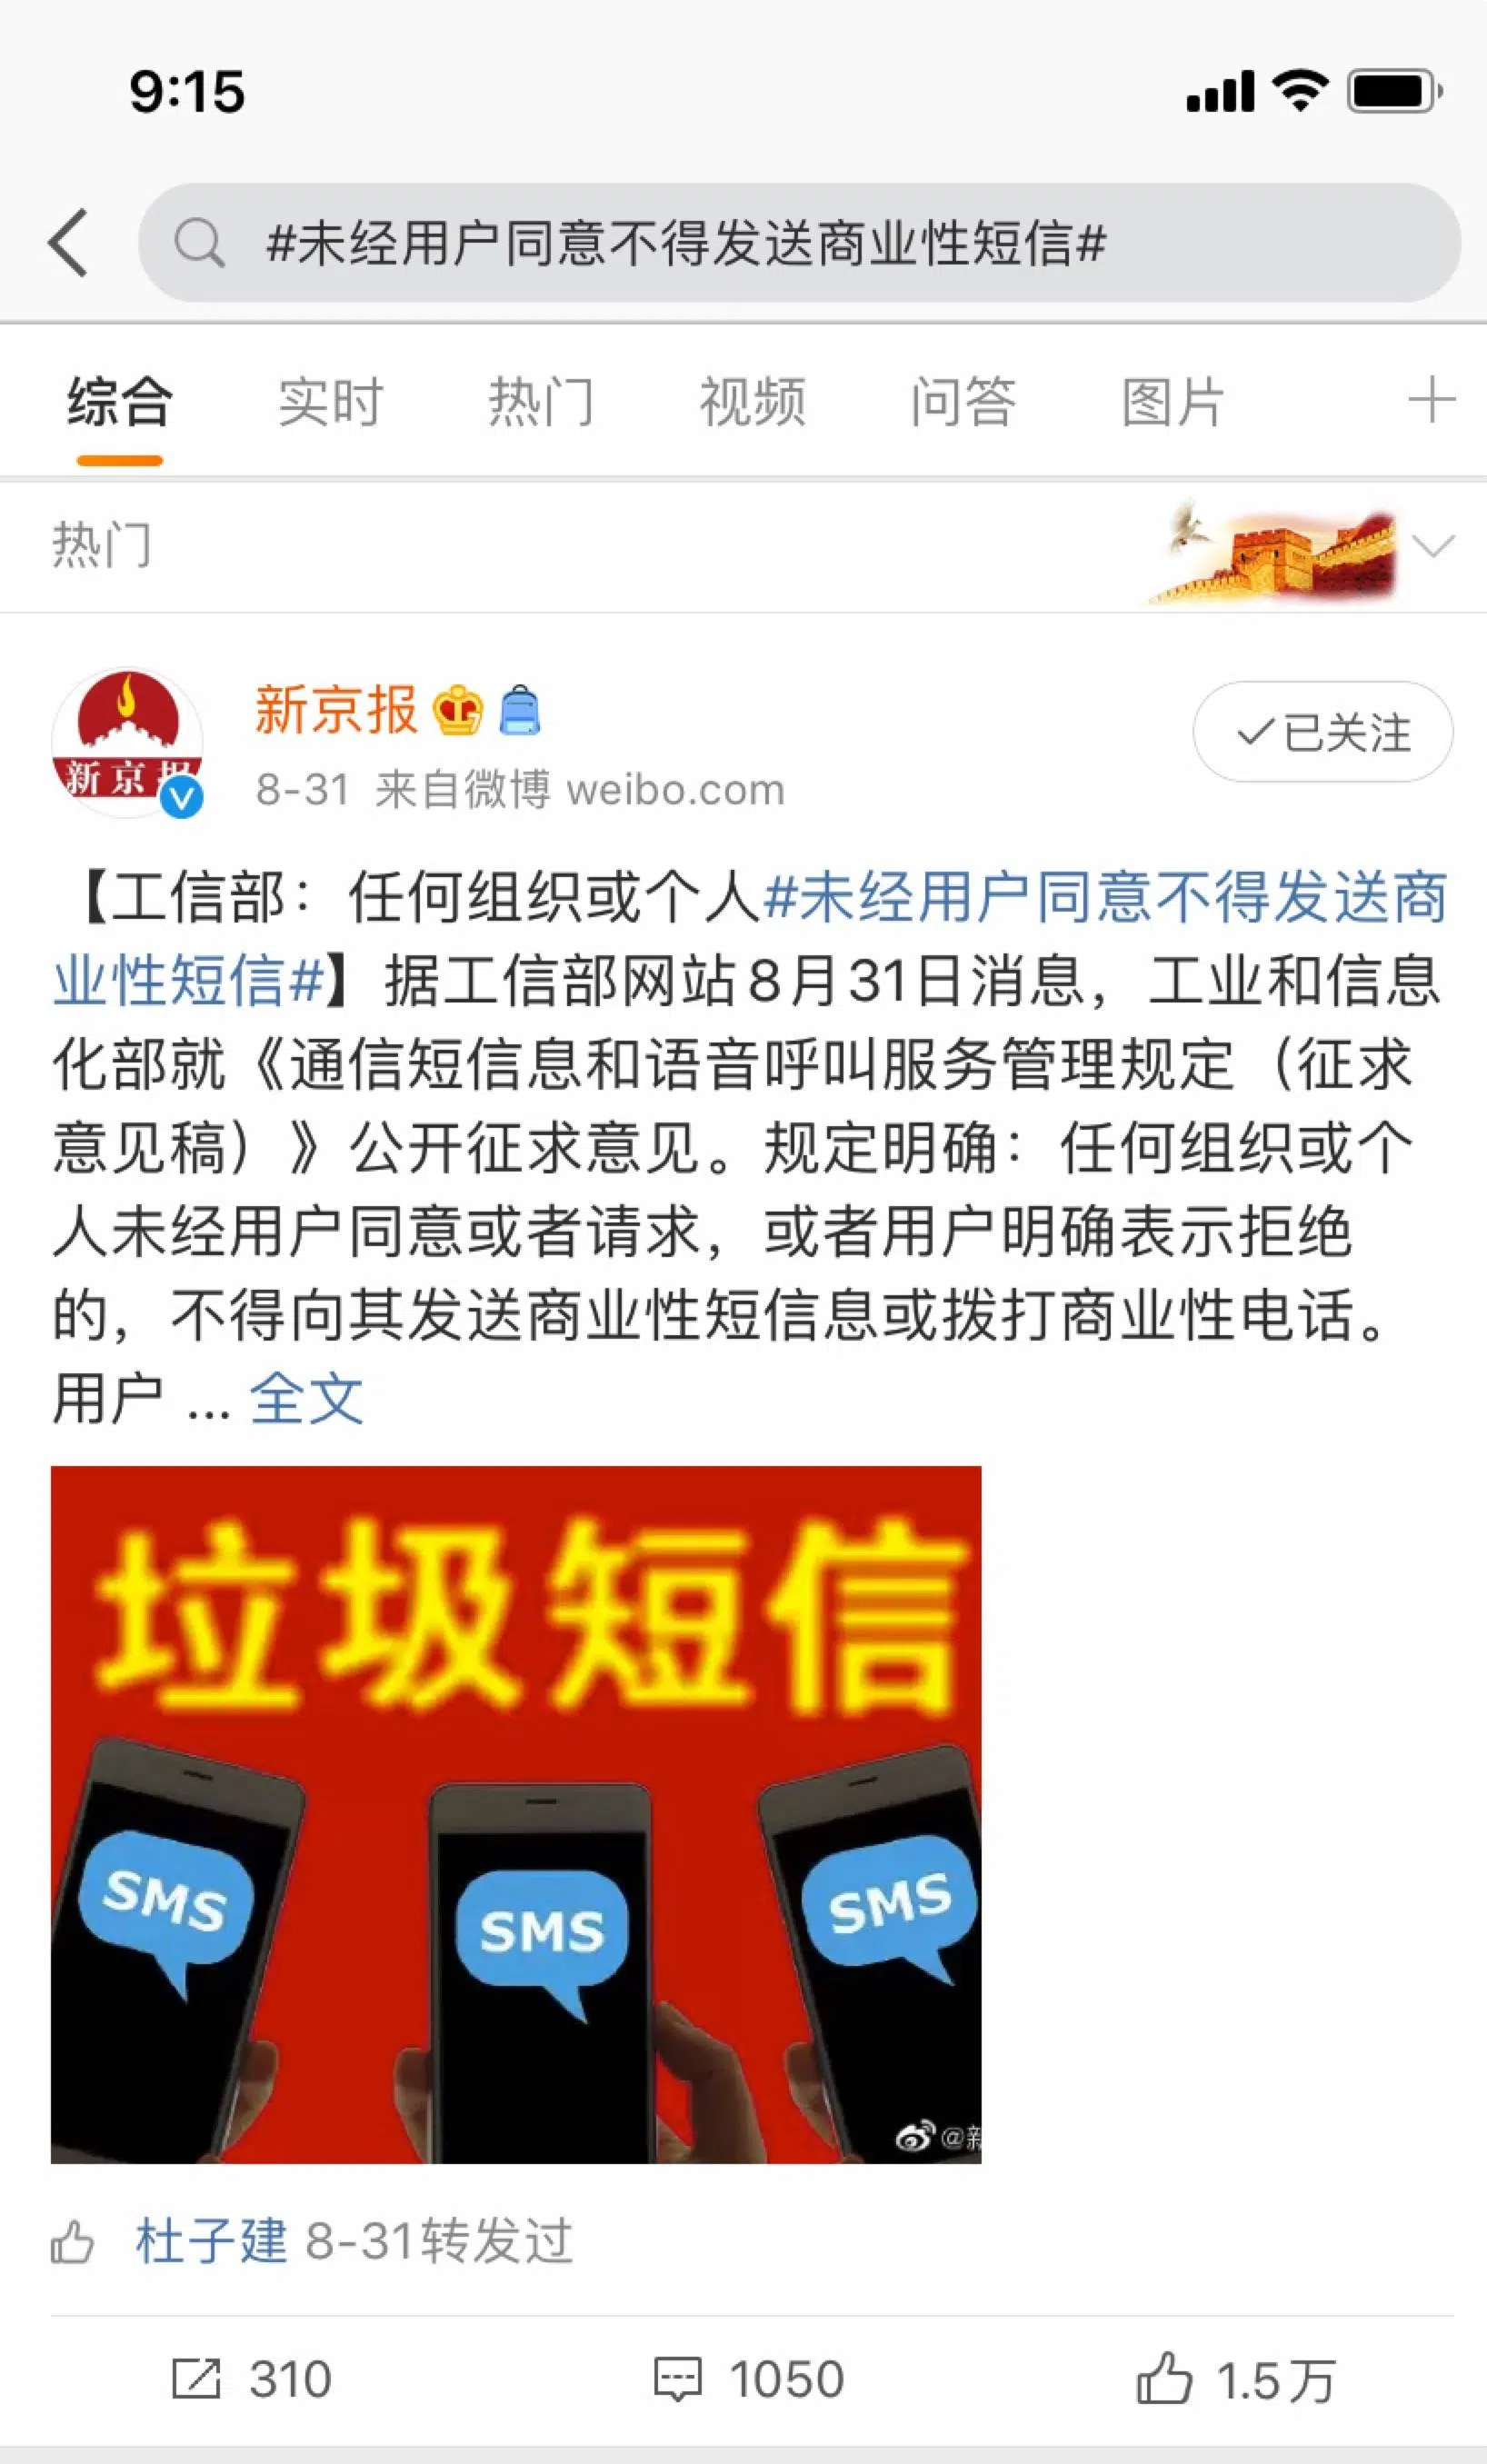 9:15
#未经用户同意不得发送商业性短信#
综合 实时 热门 视频 问答 图片
热门
新京报
新京报
8-31 来自微博 weibo.com
已关注
【工信部：任何组织或个人#未经用户同意不得发送商
业性短信#】据工信部网站8月31日消息，工业和信息
化部就《通信短信息和语音呼叫服务管理规定（征求
意见稿）》公开征求意见。规定明确：任何组织或个
人未经用户同意或者请求，或者用户明确表示拒绝
的，不得向其发送商业性短信息或拨打商业性电话。
用户 ... 全文
垃圾短信
SMS SMS SMS
@新
杜子建 8-31转发过
310 1050 1.5万